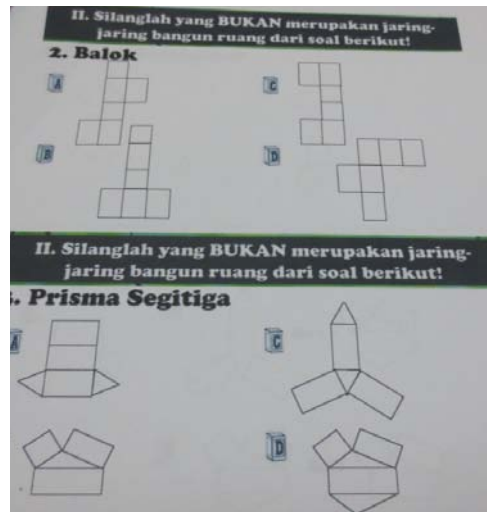 II. Silanglah yang BUKAN merupakan jaring-
jaring bangun ruang dari soal berikut!
2. Balok
A
C
B
D
II. Silanglah yang BUKAN merupakan jaring-
jaring bangun ruang dari soal berikut!
. Prisma Segitiga
A
C
D